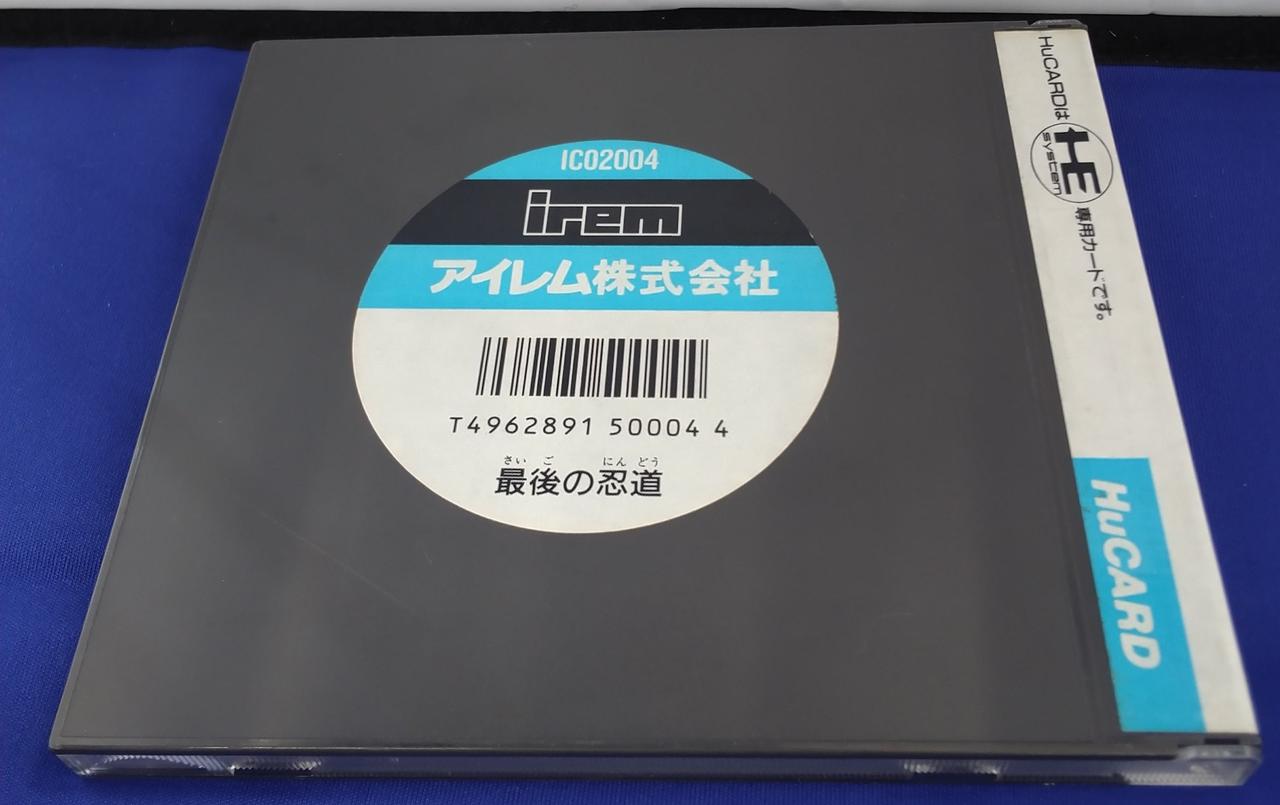 IC02004
irem
アイレム株式会社
T4962891 50004 4
さい ご にん どう
最後の忍道
HuCARDは HE SYSTEM 専用カードです。
HuCARD